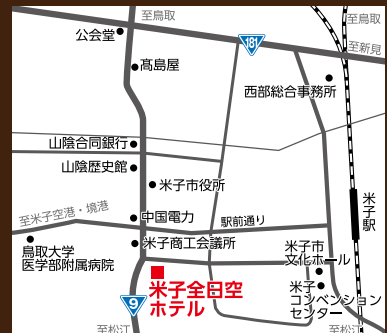 至鳥取
至鳥取
公会堂
181
至新見
髙島屋
西部総合事務所
山陰合同銀行
山陰歴史館
米子市役所
米子駅
至米子空港・境港
中国電力
駅前通り
鳥取大学
医学部附属病院
米子商工会議所
米子市
文化ホール
米子全日空
ホテル
米子
コンベンション
センター
9
至松江
至松江